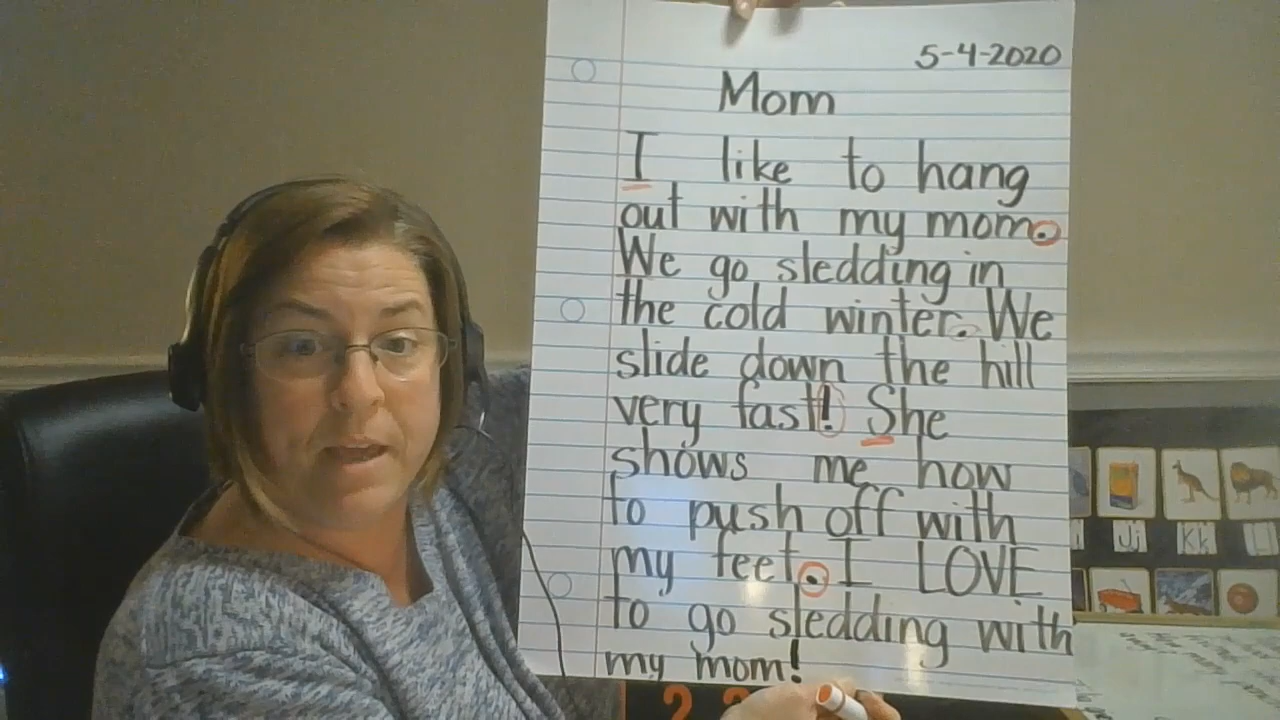 5-4-2020
Mom
I like to hang
out with my mom.
We go sledding in
the cold winter. We
slide down the hill
very fast! She
shows me how
to push off with
my feet. I LOVE
to go sledding with
my mom!
Jj Kk